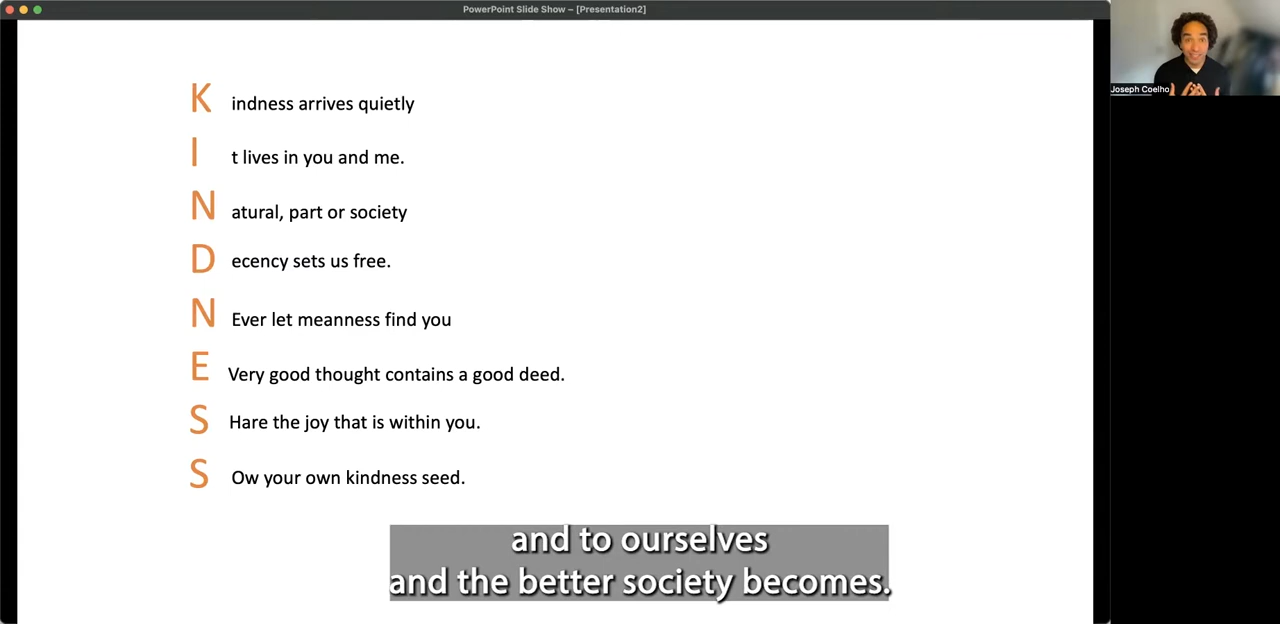 PowerPoint Slide Show – [Presentation2]
Joseph Coelho
K indness arrives quietly
I t lives in you and me.
N atural, part or society
D ecency sets us free.
N Ever let meanness find you
E Very good thought contains a good deed.
S Hare the joy that is within you.
S Ow your own kindness seed.
and to ourselves
and the better society becomes.